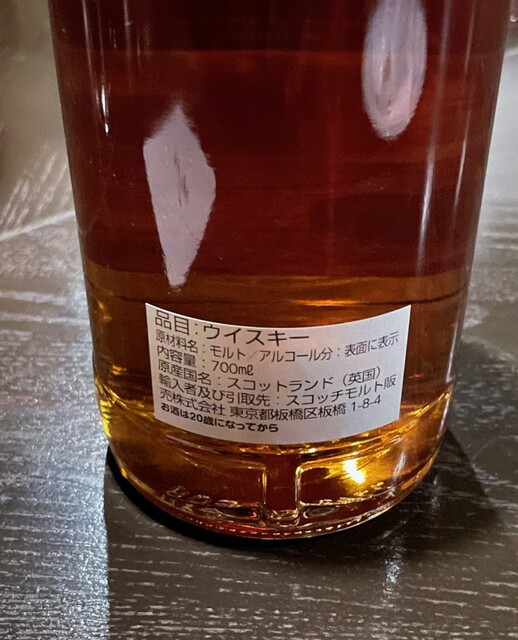 品目：ウイスキー
原材料名：モルト／アルコール分：表面に表示
内容量：700㎖
原産国名：スコットランド（英国）
輸入者及び引取先：スコッチモルト販
売株式会社 東京都板橋区板橋 1-8-4
お酒は20歳になってから